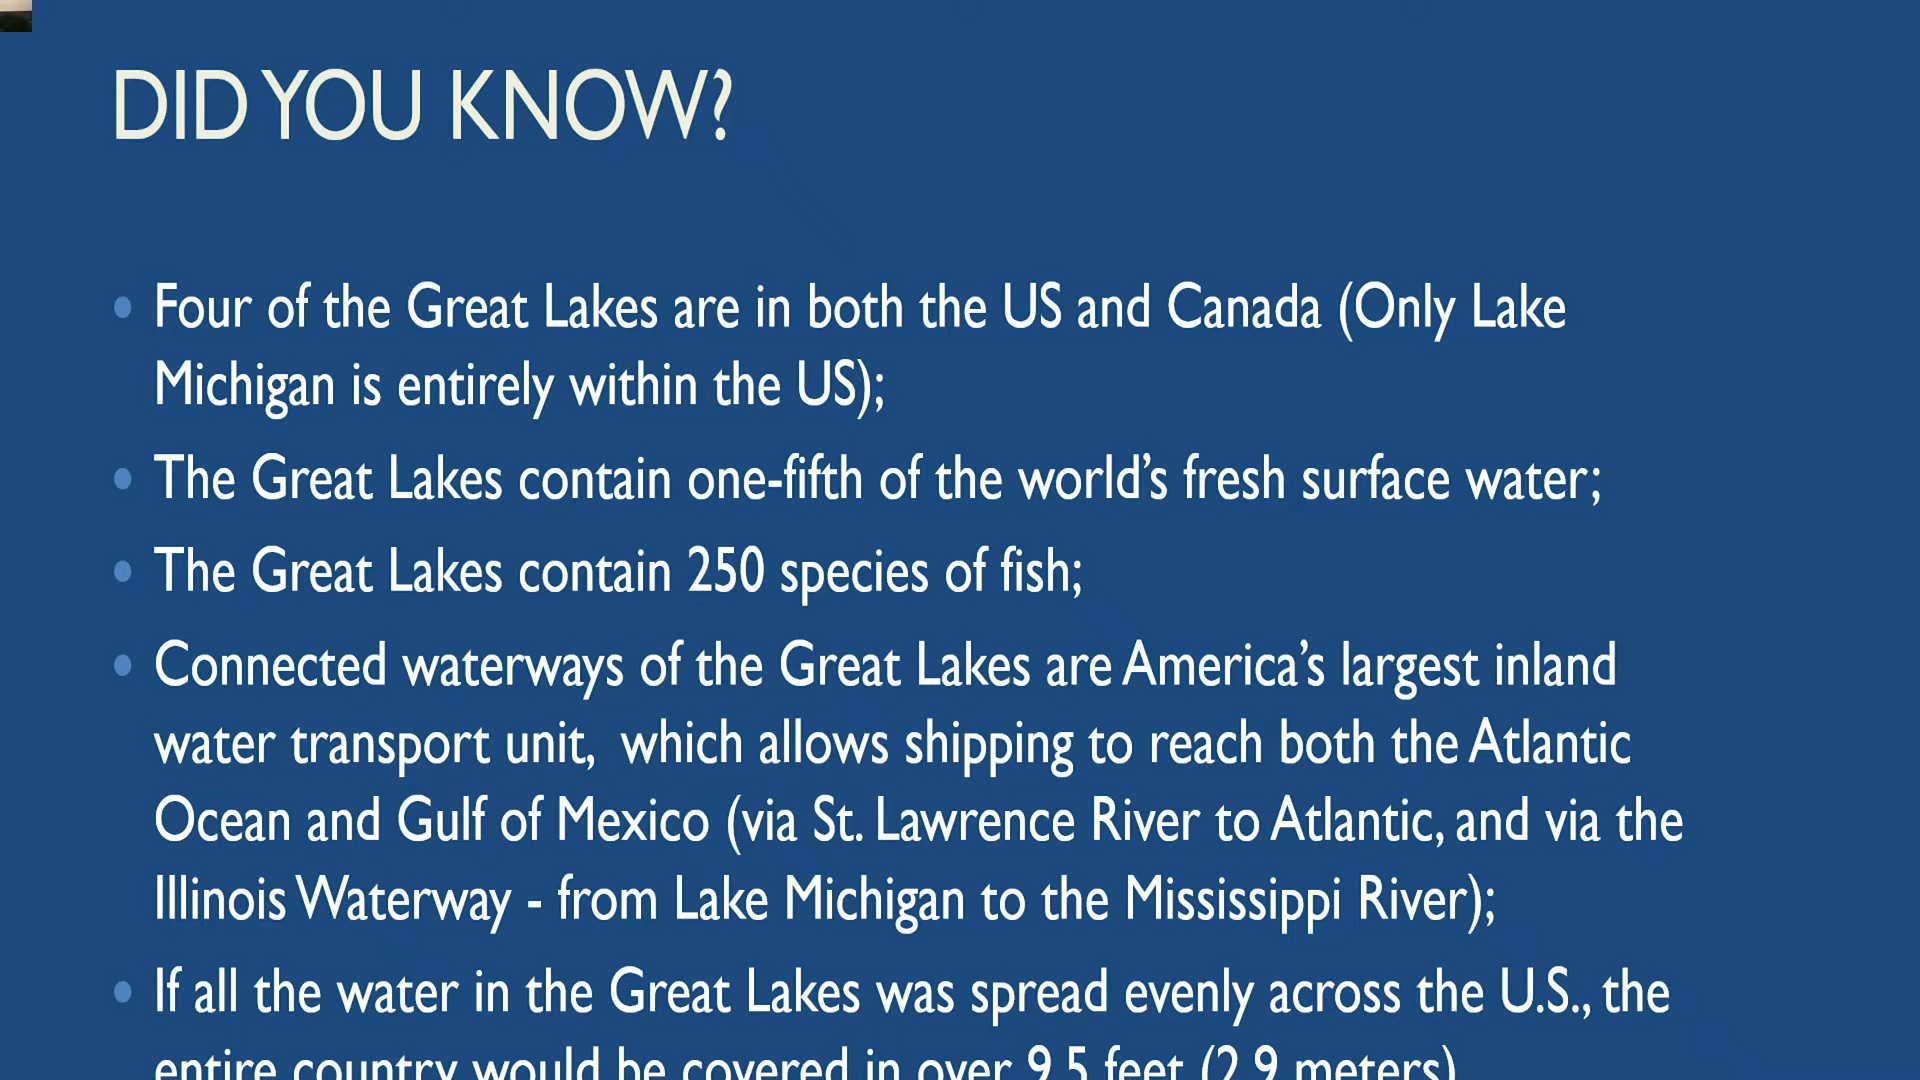 DID YOU KNOW?
• Four of the Great Lakes are in both the US and Canada (Only Lake
Michigan is entirely within the US);
• The Great Lakes contain one-fifth of the world’s fresh surface water;
• The Great Lakes contain 250 species of fish;
• Connected waterways of the Great Lakes are America’s largest inland
water transport unit,  which allows shipping to reach both the Atlantic
Ocean and Gulf of Mexico (via St. Lawrence River to Atlantic, and via the
Illinois Waterway - from Lake Michigan to the Mississippi River);
• If all the water in the Great Lakes was spread evenly across the U.S., the
entire country would be covered in over 9.5 feet (2.9 meters)